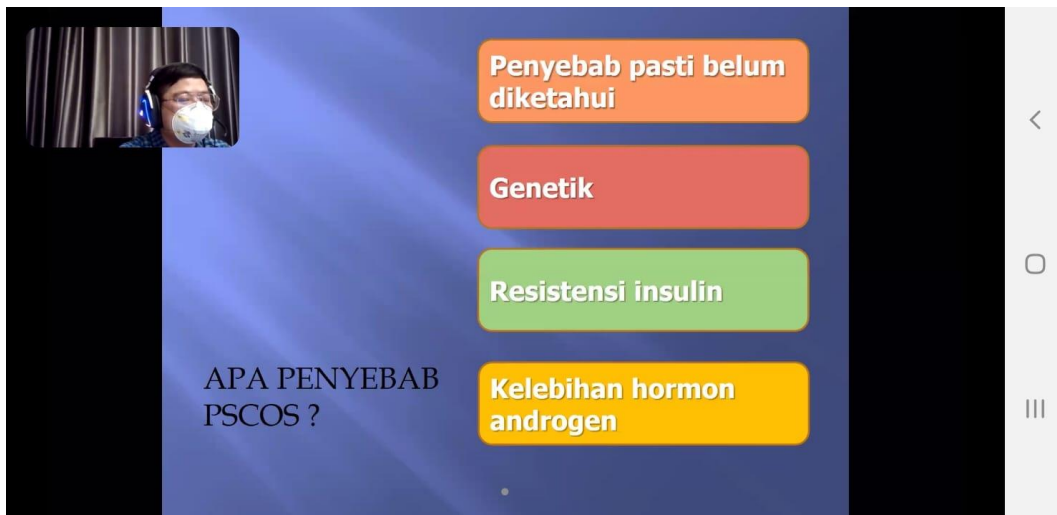 APA PENYEBAB
PSCOS ?
Penyebab pasti belum
diketahui
Genetik
Resistensi insulin
Kelebihan hormon
androgen